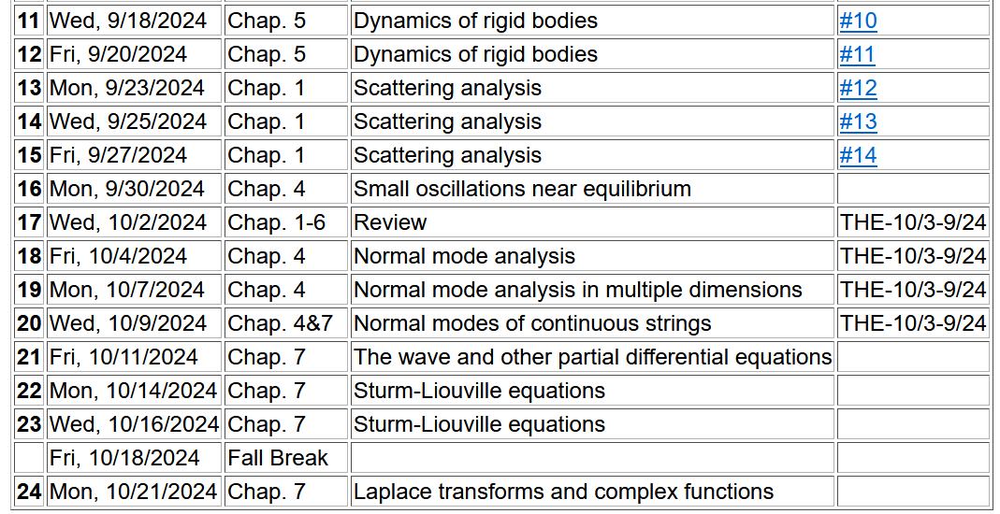 11 Wed, 9/18/2024 Chap. 5 Dynamics of rigid bodies #10
12 Fri, 9/20/2024 Chap. 5 Dynamics of rigid bodies #11
13 Mon, 9/23/2024 Chap. 1 Scattering analysis #12
14 Wed, 9/25/2024 Chap. 1 Scattering analysis #13
15 Fri, 9/27/2024 Chap. 1 Scattering analysis #14
16 Mon, 9/30/2024 Chap. 4 Small oscillations near equilibrium
17 Wed, 10/2/2024 Chap. 1-6 Review THE-10/3-9/24
18 Fri, 10/4/2024 Chap. 4 Normal mode analysis THE-10/3-9/24
19 Mon, 10/7/2024 Chap. 4 Normal mode analysis in multiple dimensions THE-10/3-9/24
20 Wed, 10/9/2024 Chap. 4&7 Normal modes of continuous strings THE-10/3-9/24
21 Fri, 10/11/2024 Chap. 7 The wave and other partial differential equations
22 Mon, 10/14/2024 Chap. 7 Sturm-Liouville equations
23 Wed, 10/16/2024 Chap. 7 Sturm-Liouville equations
Fri, 10/18/2024 Fall Break
24 Mon, 10/21/2024 Chap. 7 Laplace transforms and complex functions